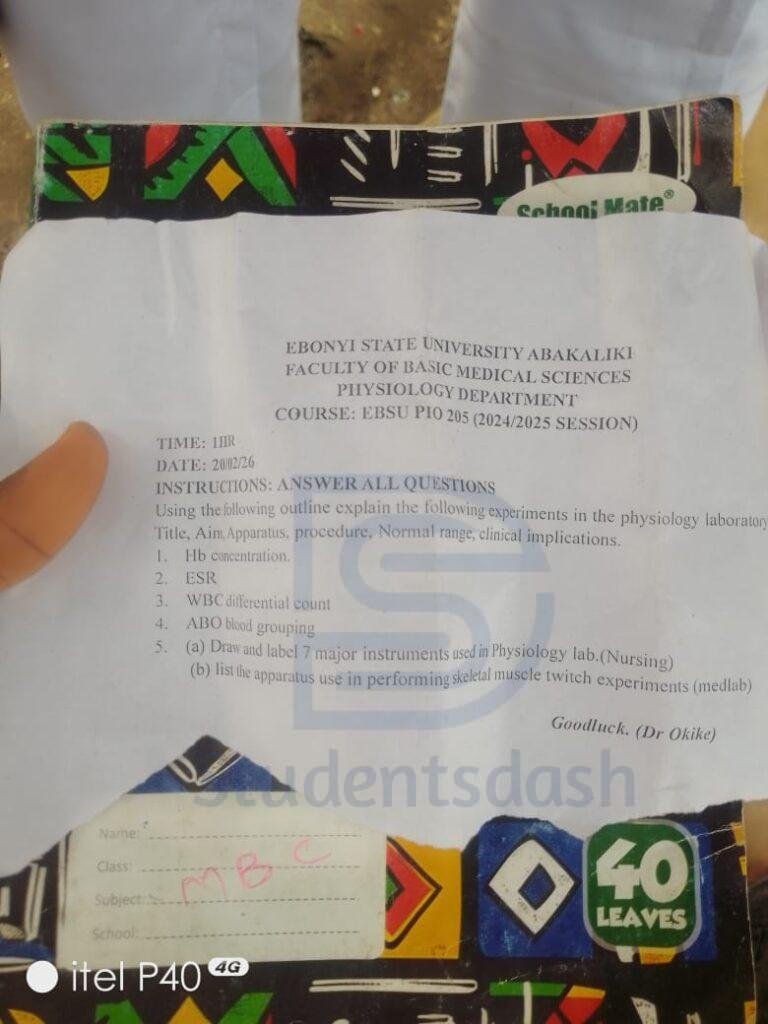 School Mate®
EBONYI STATE UNIVERSITY ABAKALIKI
FACULTY OF BASIC MEDICAL SCIENCES
PHYSIOLOGY DEPARTMENT
COURSE: EBSU PIO 205 (2024/2025 SESSION)
TIME: 1HR
DATE: 20/02/26
INSTRUCTIONS: ANSWER ALL QUESTIONS
Using the following outline explain the following experiments in the physiology laboratory
Title, Aim, Apparatus, procedure, Normal range, clinical implications.
1. Hb concentration.
2. ESR
3. WBC differential count
4. ABO blood grouping
5. (a) Draw and label 7 major instruments used in Physiology lab.(Nursing)
(b) list the apparatus use in performing skeletal muscle twitch experiments (medlab)
Goodluck. (Dr Okike)
Studentsdash
Name:
Class:
Subject:
MBC
School:
40
LEAVES
itel P40 4G